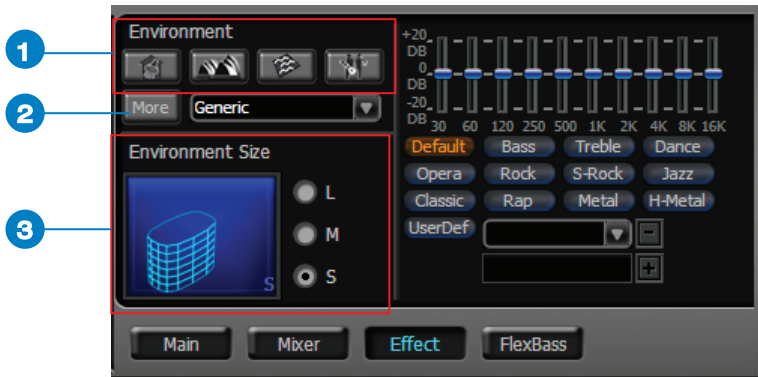 1
Environment
2
More Generic
3
Environment Size
L
M
S
S
+20
DB
0
DB
-20
DB
30 60 120 250 500 1K 2K 4K 8K 16K
Default Bass Treble Dance
Opera Rock S-Rock Jazz
Classic Rap Metal H-Metal
UserDef
-
+
Main Mixer Effect FlexBass